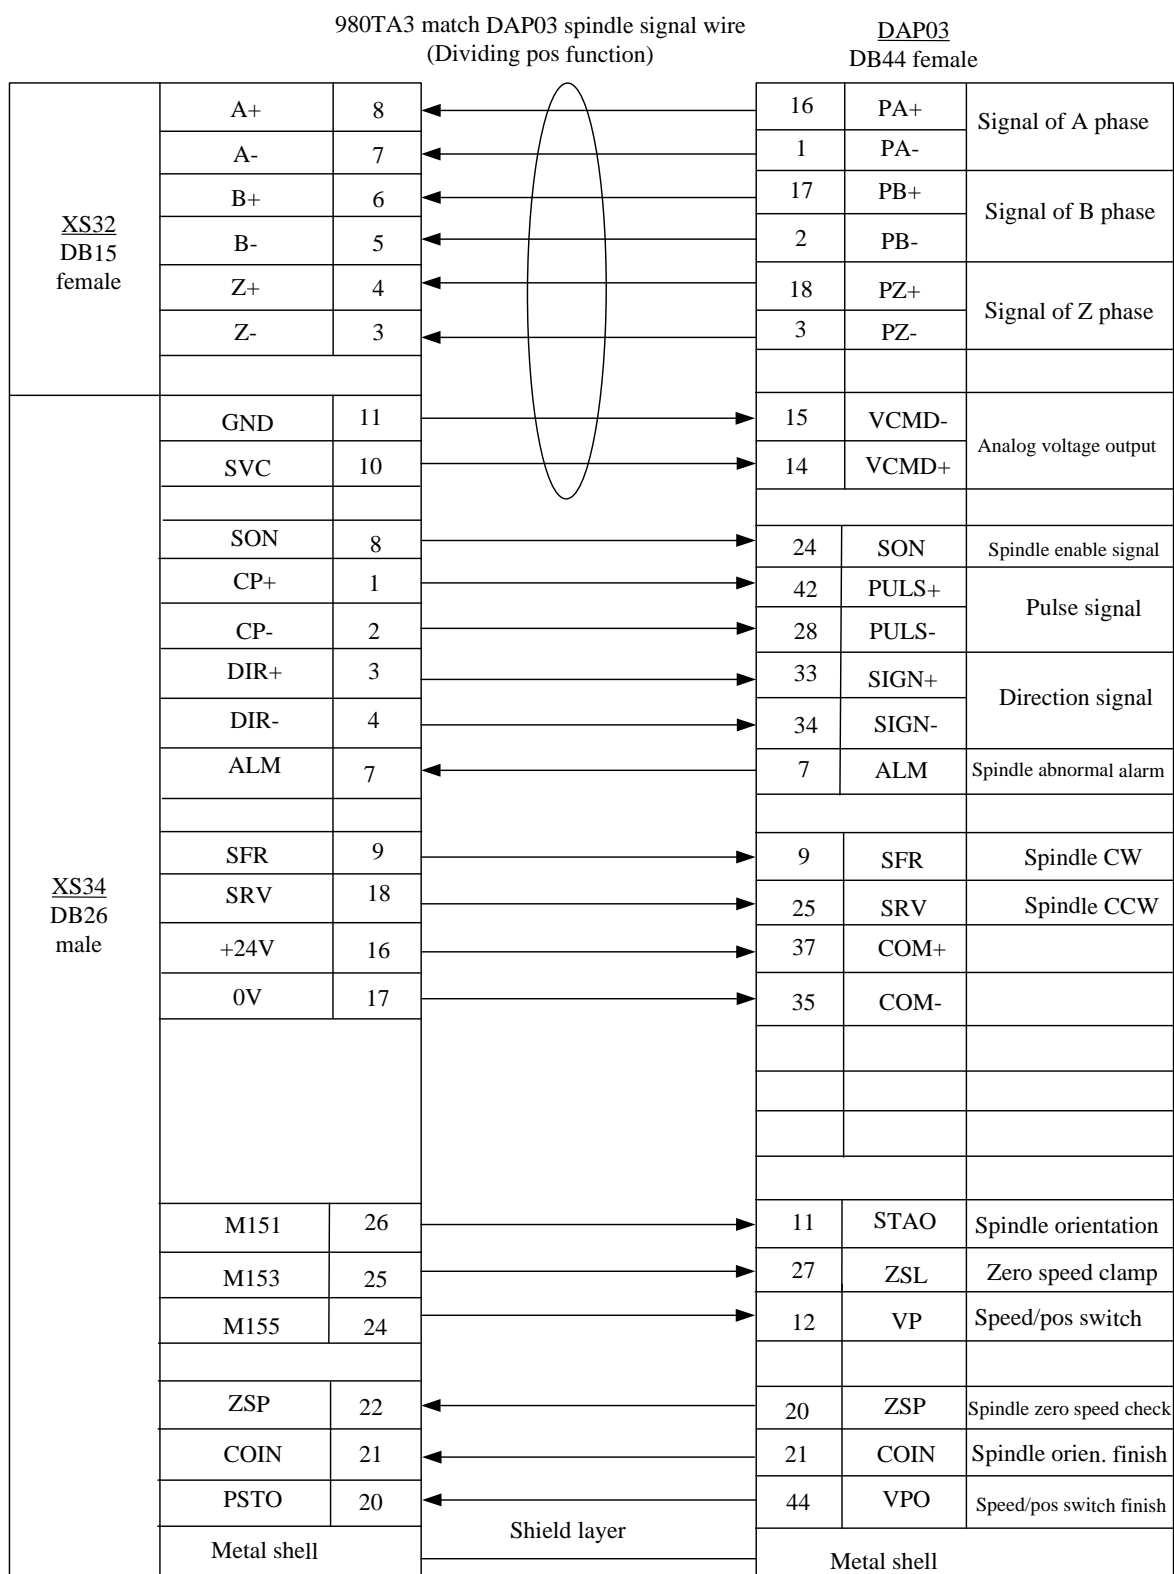 980TA3 match DAP03 spindle signal wire
(Dividing pos function)
DAP03
DB44 female
A+ 8 16 PA+ Signal of A phase
A- 7 1 PA-
B+ 6 17 PB+ Signal of B phase
XS32
DB15
female
B- 5 2 PB-
Z+ 4 18 PZ+ Signal of Z phase
Z- 3 3 PZ-
GND 11 15 VCMD- Analog voltage output
SVC 10 14 VCMD+
SON 8 24 SON Spindle enable signal
CP+ 1 42 PULS+ Pulse signal
CP- 2 28 PULS-
DIR+ 3 33 SIGN+ Direction signal
DIR- 4 34 SIGN-
ALM 7 7 ALM Spindle abnormal alarm
SFR 9 9 SFR Spindle CW
XS34
DB26
male
SRV 18 25 SRV Spindle CCW
+24V 16 37 COM+
0V 17 35 COM-
M151 26 11 STAO Spindle orientation
M153 25 27 ZSL Zero speed clamp
M155 24 12 VP Speed/pos switch
ZSP 22 20 ZSP Spindle zero speed check
COIN 21 21 COIN Spindle orien. finish
PSTO 20 44 VPO Speed/pos switch finish
Metal shell Shield layer Metal shell